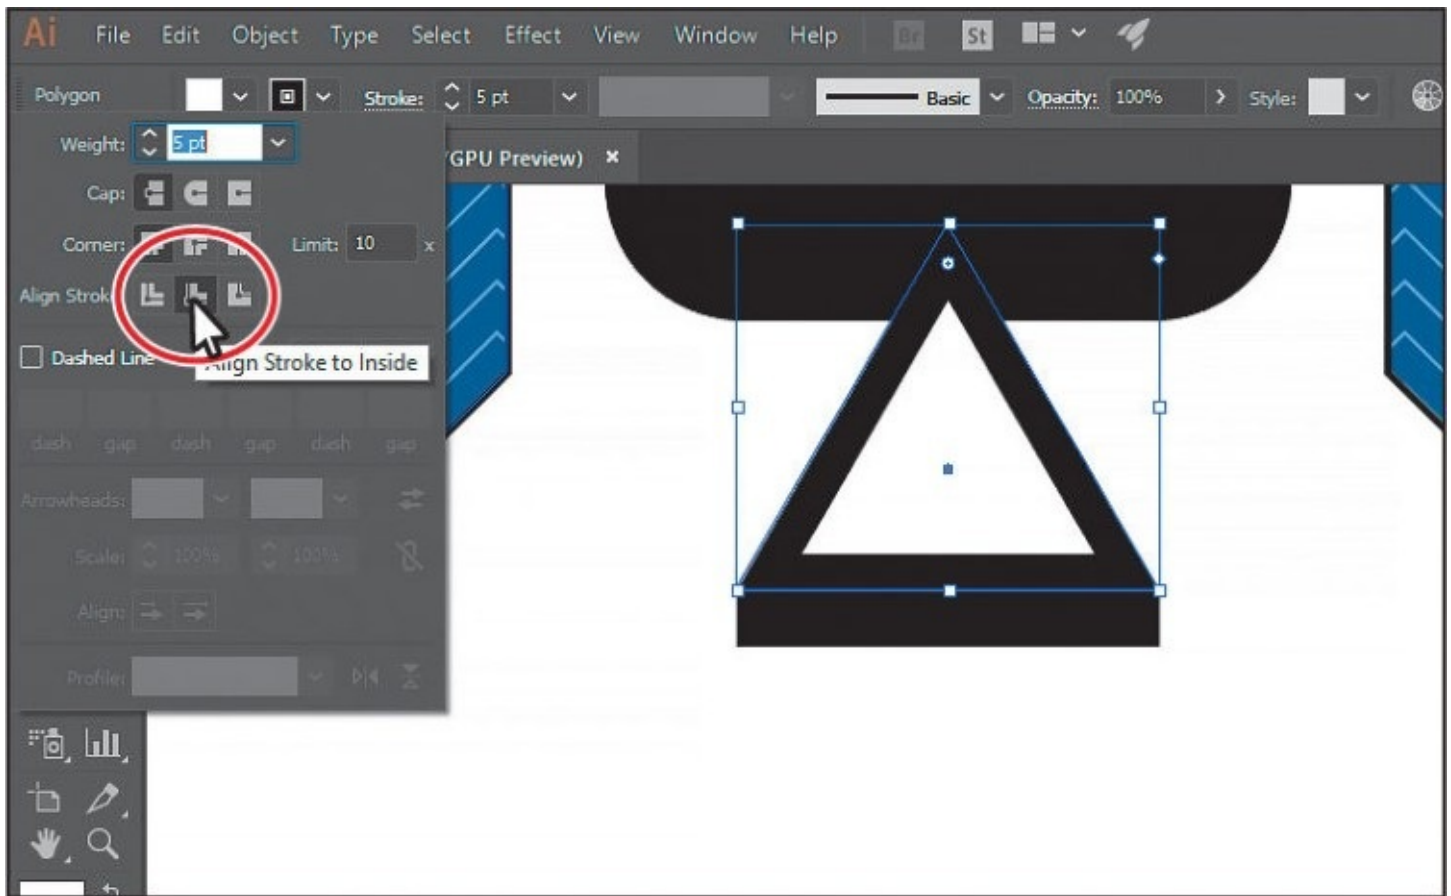 Ai File Edit Object Type Select Effect View Window Help Br St
Polygon Stroke: 5 pt Basic Opacity: 100% Style:
Weight: 5 pt
/GPU Preview) ×
Cap:
Corner: Limit: 10 x
Align Stroke
Dashed Line
Align Stroke to Inside
dash gap dash gap dash gap
Arrowheads:
Scale: 100% 100%
Align:
Profile: